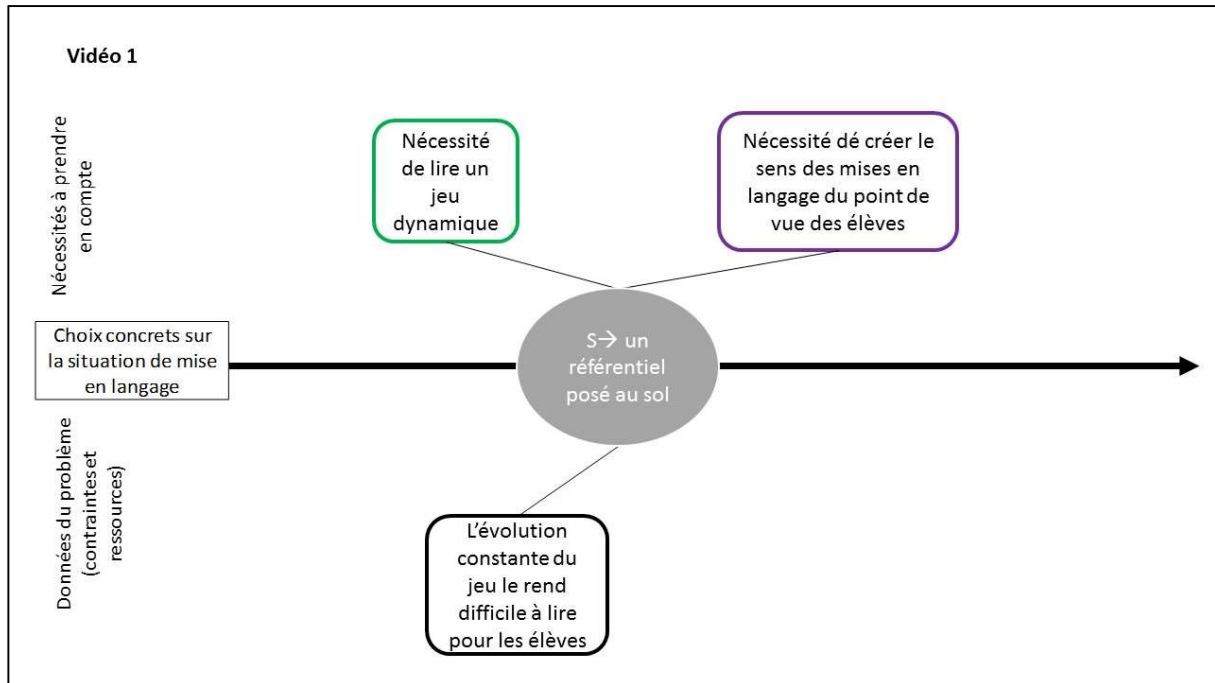 Vidéo 1
Nécessités à prendre
en compte
Nécessité
de lire un
jeu
dynamique
Nécessité dé créer le
sens des mises en
langage du point de
vue des élèves
Choix concrets sur
la situation de mise
en langage
S→ un
référentiel
posé au sol
Données du problème
(contraintes et
ressources)
L'évolution
constante du
jeu le rend
difficile à lire
pour les élèves